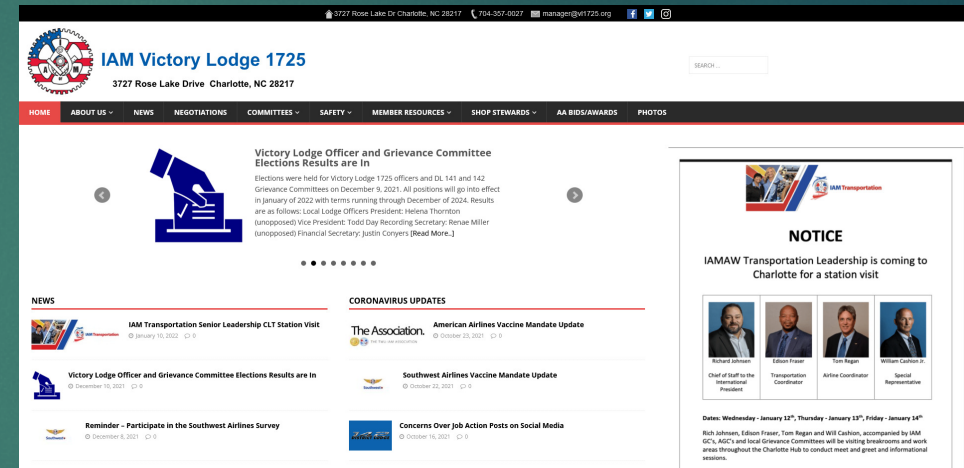 3727 Rose Lake Dr Charlotte, NC 28217 704-357-0027 manager@vl1725.org
IAM Victory Lodge 1725
3727 Rose Lake Drive Charlotte, NC 28217
SEARCH ...
HOME ABOUT US NEWS NEGOTIATIONS COMMITTEES SAFETY MEMBER RESOURCES SHOP STEWARDS AA BIDS/AWARDS PHOTOS
Victory Lodge Officer and Grievance Committee
Elections Results are In
Elections were held for Victory Lodge 1725 officers and DL 141 and 142
Grievance Committees on December 9, 2021. All positions will go into effect
in January of 2022 with terms running through December of 2024. Results
are as follows: Local Lodge Officers President: Helena Thornton
(unopposed) Vice President: Todd Day Recording Secretary: Renae Miller
(unopposed) Financial Secretary: Justin Conyers [Read More..]
NEWS
IAM Transportation Senior Leadership CLT Station Visit
January 10, 2022 0
Victory Lodge Officer and Grievance Committee Elections Results are In
December 10, 2021 0
Southwest
Reminder – Participate in the Southwest Airlines Survey
December 8, 2021 0
CORONAVIRUS UPDATES
The Association.
American Airlines Vaccine Mandate Update
October 23, 2021 0
Southwest
Southwest Airlines Vaccine Mandate Update
October 22, 2021 0
Concerns Over Job Action Posts on Social Media
October 16, 2021 0
IAM Transportation
NOTICE
IAMAW Transportation Leadership is coming to
Charlotte for a station visit
Richard Johnsen Edison Fraser Tom Regan William Cashion Jr.
Chief of Staff to the Transportation Airline Coordinator Special
International Coordinator Representative
President
Dates: Wednesday - January 12th, Thursday - January 13th, Friday - January 14th
Rich Johnsen, Edison Fraser, Tom Regan and Will Cashion, accompanied by IAM
GC's, AGC's and local Grievance Committees will be visiting breakrooms and work
areas throughout the Charlotte Hub to conduct meet and greet and informational
sessions.